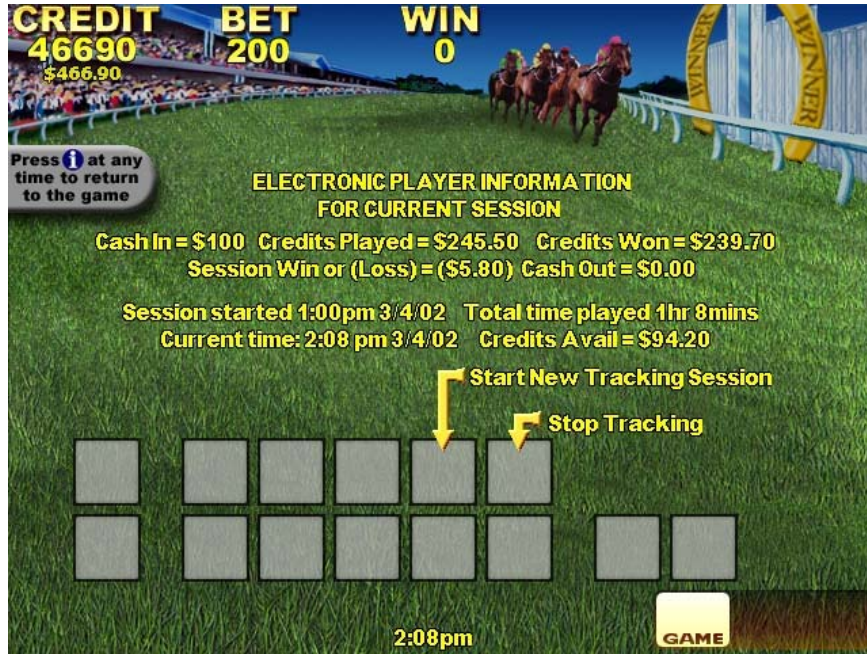 CREDIT BET WIN
46690 200 0
$466.90
WINNER WINNER
Press i at any
time to return
to the game
ELECTRONIC PLAYER INFORMATION
FOR CURRENT SESSION
Cash In = $100 Credits Played = $245.50 Credits Won = $239.70
Session Win or (Loss) = ($5.80) Cash Out = $0.00
Session started 1:00pm 3/4/02 Total time played 1hr 8mins
Current time: 2:08 pm 3/4/02 Credits Avail = $94.20
Start New Tracking Session
Stop Tracking
GAME
2:08pm